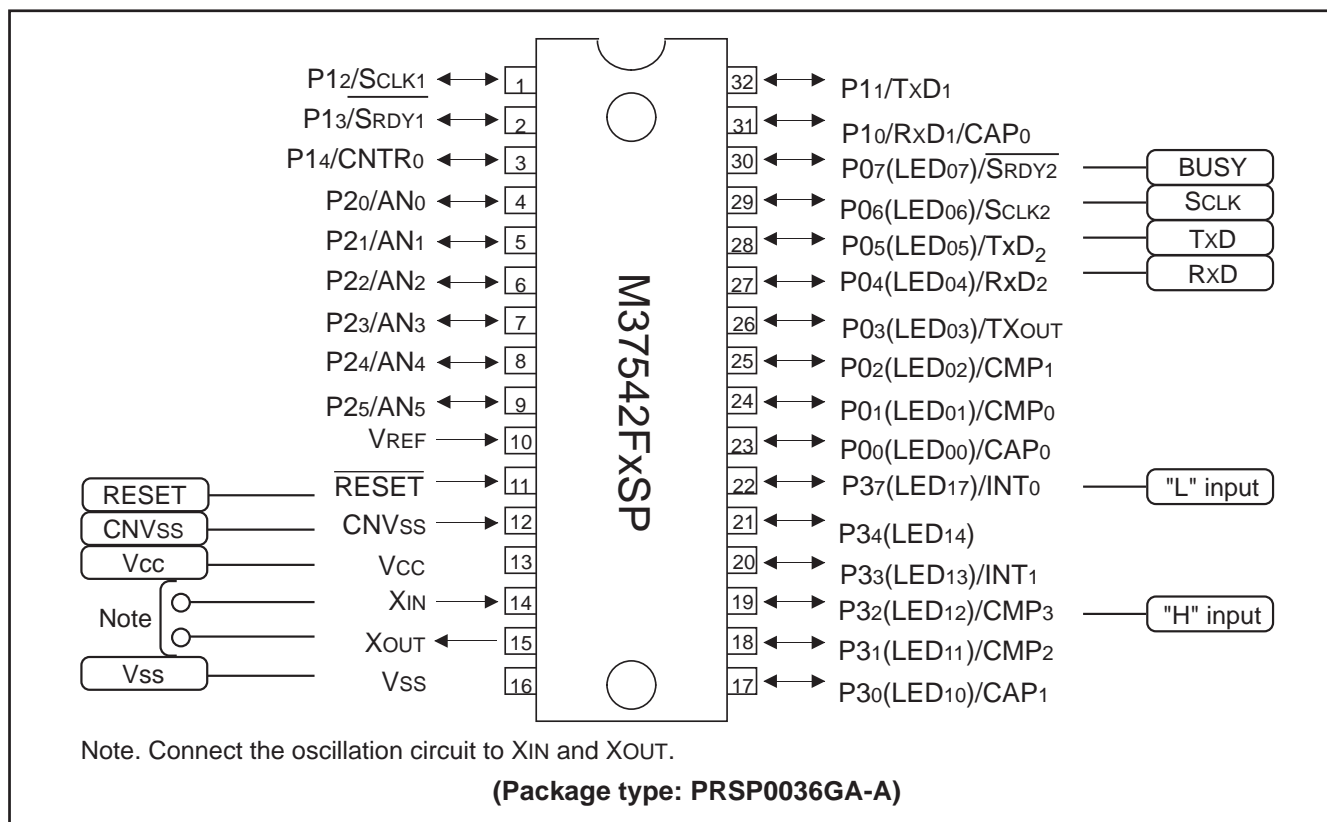 P12/SCLK1 1 32 P11/TXD1
P13/SRDY1 2 31 P10/RXD1/CAP0
P14/CNTR0 3 30 P07(LED07)/SRDY2 BUSY
P20/AN0 4 29 P06(LED06)/SCLK2 SCLK
P21/AN1 5 28 P05(LED05)/TxD2 TXD
P22/AN2 6 27 P04(LED04)/RxD2 RXD
P23/AN3 7 26 P03(LED03)/TXOUT
P24/AN4 8 25 P02(LED02)/CMP1
P25/AN5 9 24 P01(LED01)/CMP0
VREF 10 23 P00(LED00)/CAP0
RESET RESET 11 22 P37(LED17)/INT0 "L" input
CNVSS CNVSS 12 21 P34(LED14)
Vcc VCC 13 20 P33(LED13)/INT1
Note XIN 14 19 P32(LED12)/CMP3 "H" input
XOUT 15 18 P31(LED11)/CMP2
Vss VSS 16 17 P30(LED10)/CAP1
M37542FxSP
Note. Connect the oscillation circuit to XIN and XOUT.
(Package type: PRSP0036GA-A)